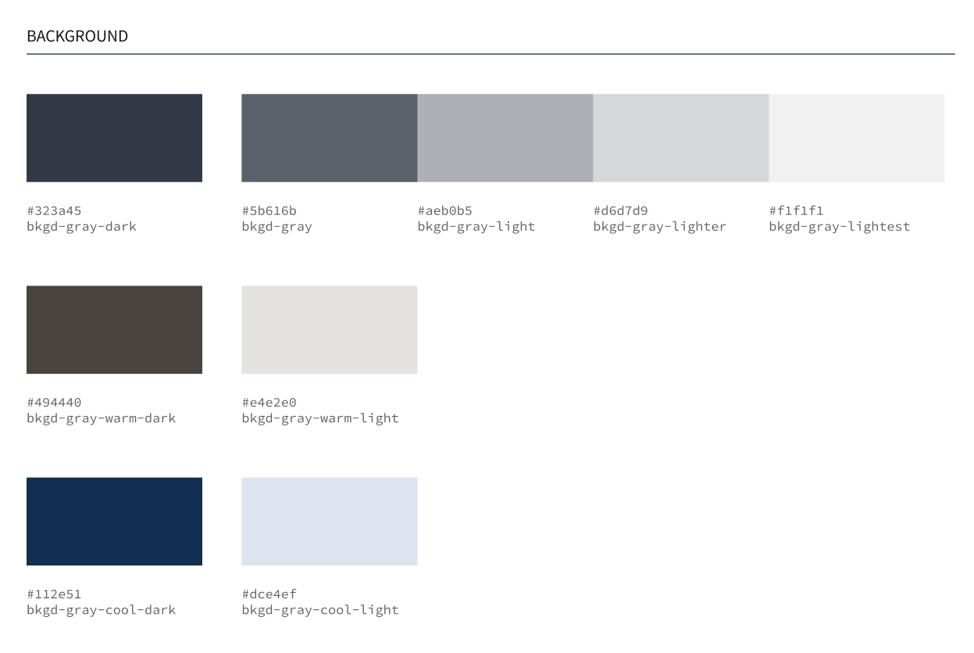 BACKGROUND
#323a45
bkgd-gray-dark
#5b616b
bkgd-gray
#aeb0b5
bkgd-gray-light
#d6d7d9
bkgd-gray-lighter
#f1f1f1
bkgd-gray-lightest
#494440
bkgd-gray-warm-dark
#e4e2e0
bkgd-gray-warm-light
#112e51
bkgd-gray-cool-dark
#dce4ef
bkgd-gray-cool-light